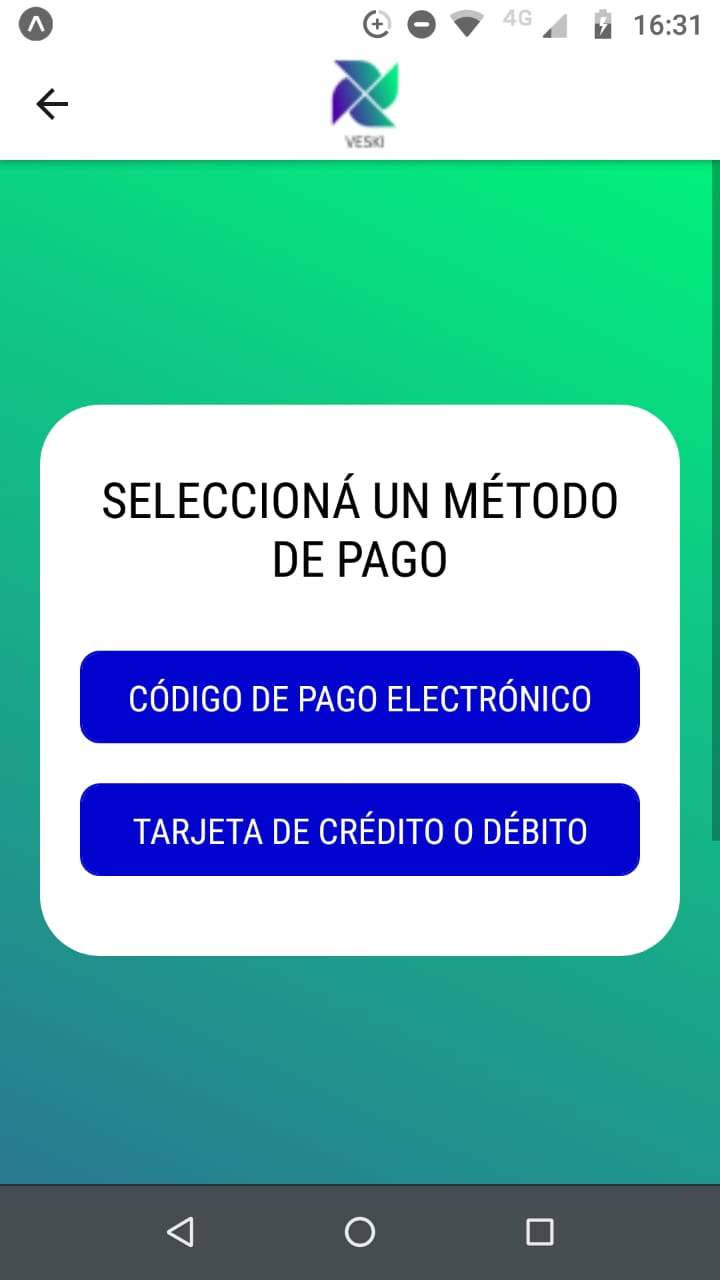 4G 16:31
VESKI
SELECCIONÁ UN MÉTODO
DE PAGO
CÓDIGO DE PAGO ELECTRÓNICO
TARJETA DE CRÉDITO O DÉBITO